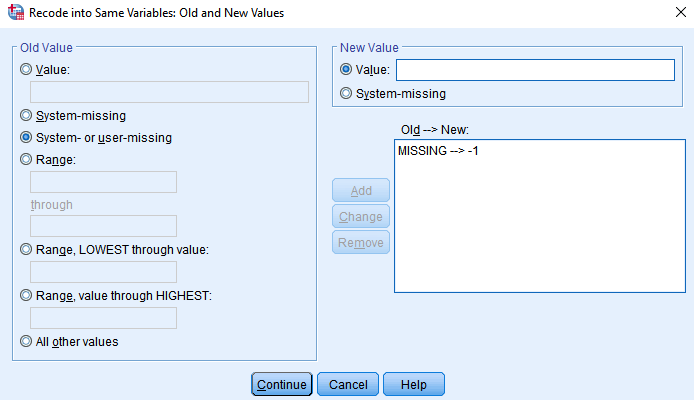 Recode into Same Variables: Old and New Values
Old Value
Value:
System-missing
System- or user-missing
Range:
through
Range, LOWEST through value:
Range, value through HIGHEST:
All other values
New Value
Value:
System-missing
Old --> New:
MISSING --> -1
Add
Change
Remove
Continue Cancel Help